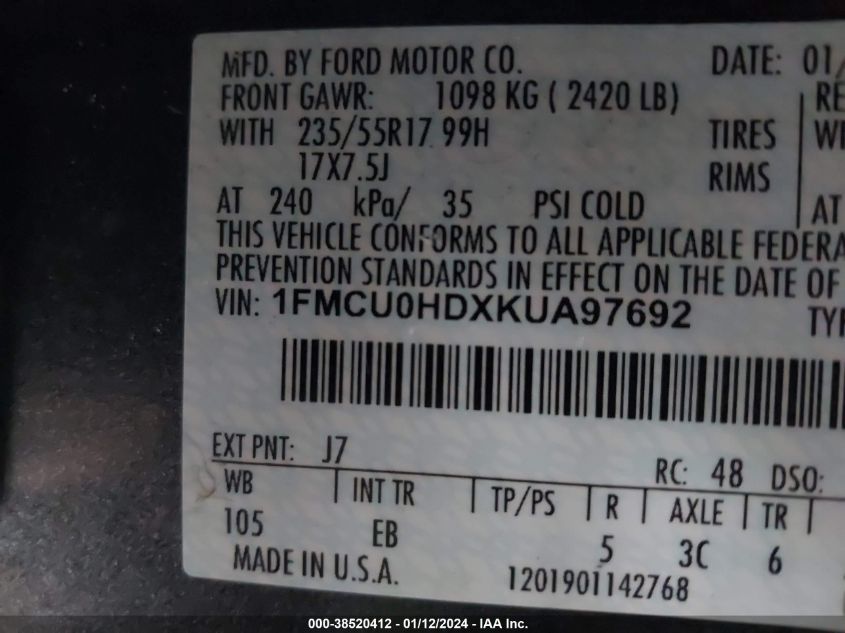 MFD. BY FORD MOTOR CO. DATE: 01/
FRONT GAWR: 1098 KG ( 2420 LB) RE
WITH 235/55R17 99H TIRES WI
17X7.5J RIMS
AT 240 kPa/ 35 PSI COLD AT
THIS VEHICLE CONFORMS TO ALL APPLICABLE FEDERA
PREVENTION STANDARDS IN EFFECT ON THE DATE OF
VIN: 1FMCU0HDXKUA97692 TYP
EXT PNT: J7 RC: 48 DSO:
WB INT TR TP/PS R AXLE TR
105 EB 5 3C 6
MADE IN U.S.A. 1201901142768
000-38520412 - 01/12/2024 - IAA Inc.